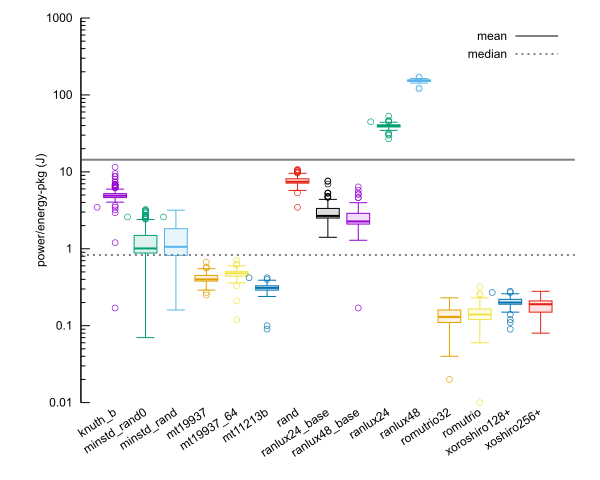 1000
100
10
1
0.1
0.01
power/energy-pkg (J)
mean
median
knuth_b
minstd_rand0
minstd_rand
mt19937
mt19937_64
mt11213b
rand
ranlux24_base
ranlux48_base
ranlux24
ranlux48
romutrio32
romutrio
xoroshiro128+
xoshiro256+